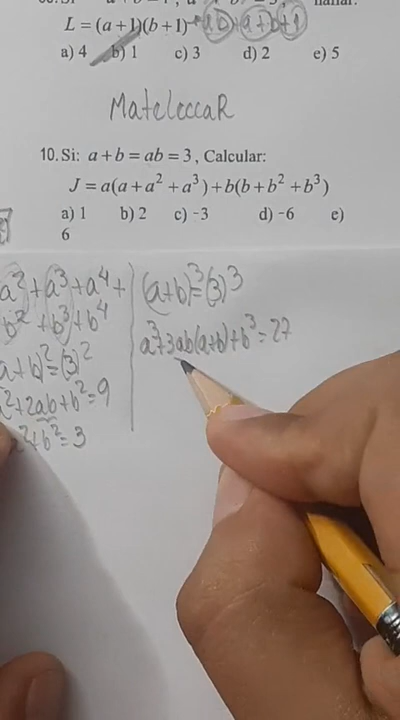 L = (a+1)(b+1)
a) 4 b) 1 c) 3 d) 2 e) 5
MateleccaR
10. Si: a+b = ab = 3, Calcular:
J = a(a+a²+a³)+b(b+b²+b³)
a) 1 b) 2 c) -3 d) -6 e)
6
a²+a³+a⁴+
b²+b³+b⁴
a+b)²=(3)²
²+2ab+b²=9
²+b²=3
(a+b)³=(3)³
a³+3ab(a+b)+b³=27